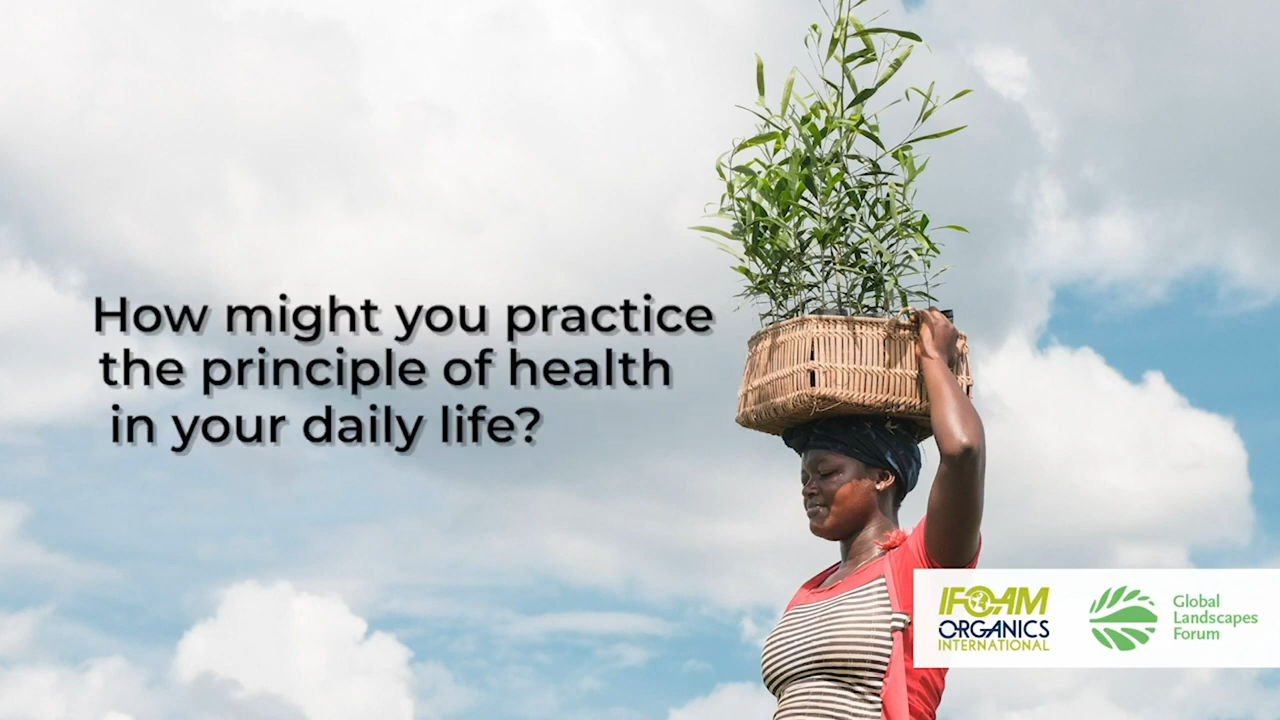 How might you practice
the principle of health
in your daily life?
IFOAM
ORGANICS
INTERNATIONAL
Global
Landscapes
Forum